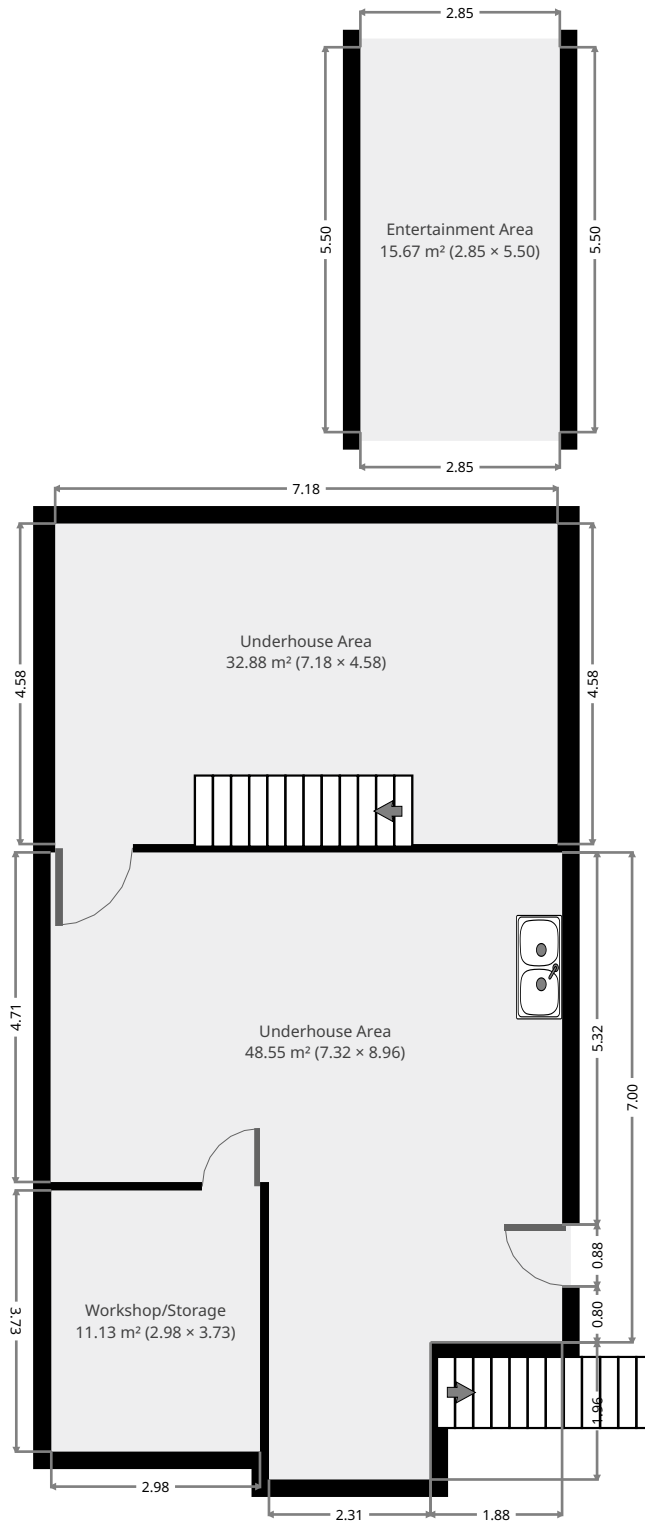 2.85
5.50
5.50
Entertainment Area
15.67 m² (2.85 × 5.50)
2.85
7.18
4.58
4.58
Underhouse Area
32.88 m² (7.18 × 4.58)
4.71
5.32
7.00
Underhouse Area
48.55 m² (7.32 × 8.96)
0.88
0.80
3.73
Workshop/Storage
11.13 m² (2.98 × 3.73)
1.96
2.98
2.31
1.88